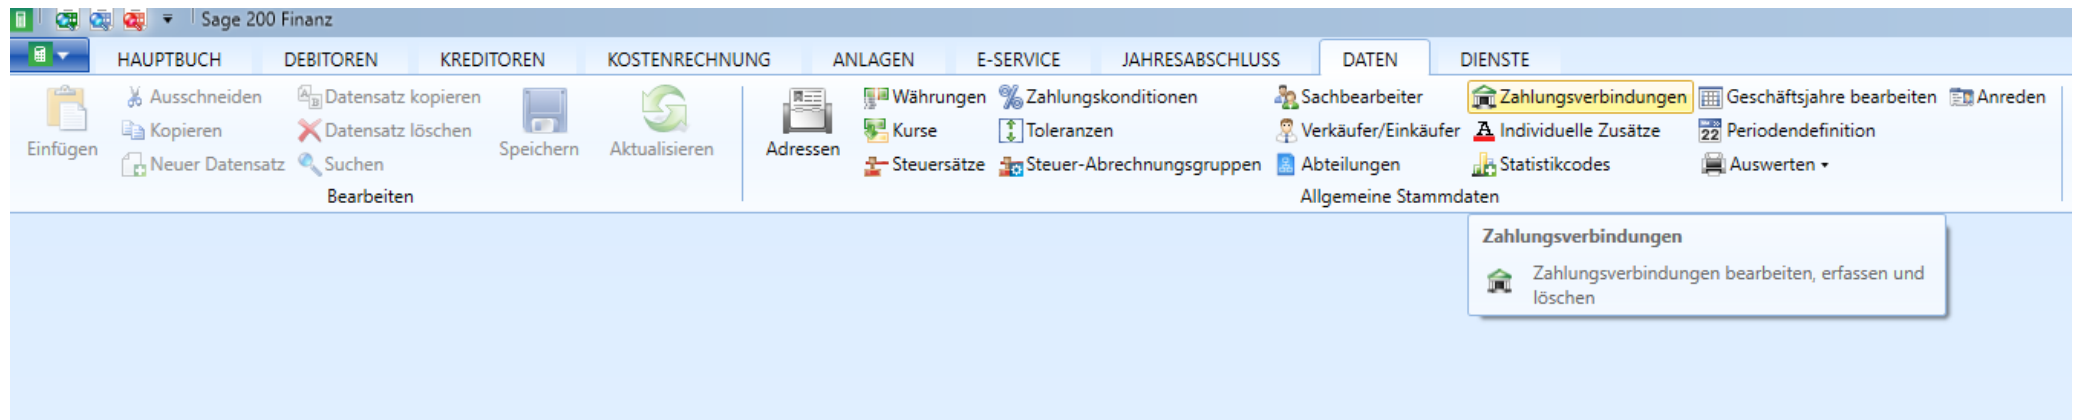 Sage 200 Finanz
HAUPTBUCH DEBITOREN KREDITOREN KOSTENRECHNUNG ANLAGEN E-SERVICE JAHRESABSCHLUSS DATEN DIENSTE
Einfügen
Ausschneiden
Kopieren
Neuer Datensatz
Datensatz kopieren
Datensatz löschen
Suchen
Speichern
Aktualisieren
Bearbeiten
Adressen
Währungen
Kurse
Steuersätze
Zahlungskonditionen
Toleranzen
Steuer-Abrechnungsgruppen
Sachbearbeiter
Verkäufer/Einkäufer
Abteilungen
Zahlungsverbindungen
Individuelle Zusätze
Statistikcodes
Geschäftsjahre bearbeiten
22 Periodendefinition
Auswerten
Anreden
Allgemeine Stammdaten
Zahlungsverbindungen
Zahlungsverbindungen bearbeiten, erfassen und
löschen